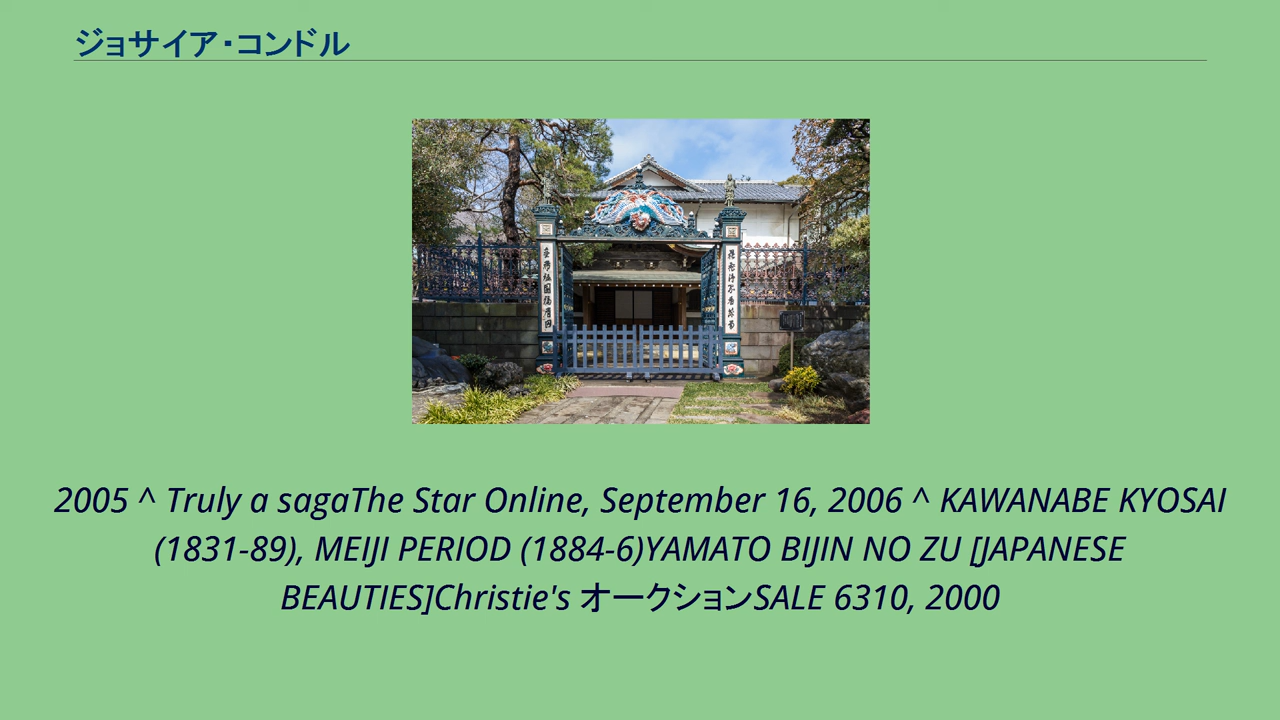 ジョサイア・コンドル
2005 ^ Truly a sagaThe Star Online, September 16, 2006 ^ KAWANABE KYOSAI
(1831-89), MEIJI PERIOD (1884-6)YAMATO BIJIN NO ZU [JAPANESE
BEAUTIES]Christie's オークションSALE 6310, 2000